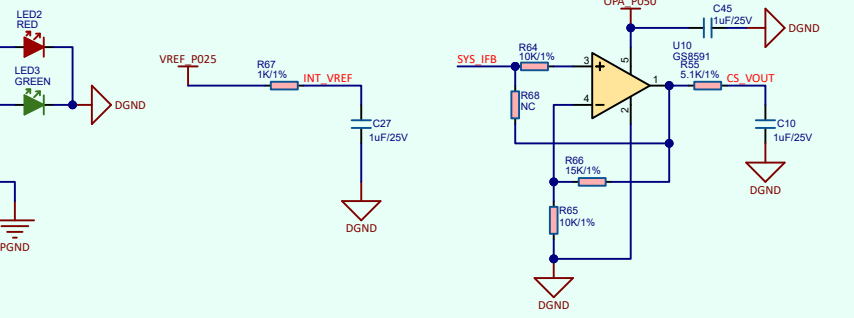 LED2
RED
LED3
GREEN
DGND
PGND
VREF_P025
R67
1K/1%
INT_VREF
C27
1uF/25V
DGND
OPA_P050
C45
1uF/25V
DGND
SYS_IFB
R64
10K/1%
R68
NC
3
4
5
2
1
U10
GS8591
R55
5.1K/1%
CS_VOUT
C10
1uF/25V
DGND
R66
15K/1%
R65
10K/1%
DGND